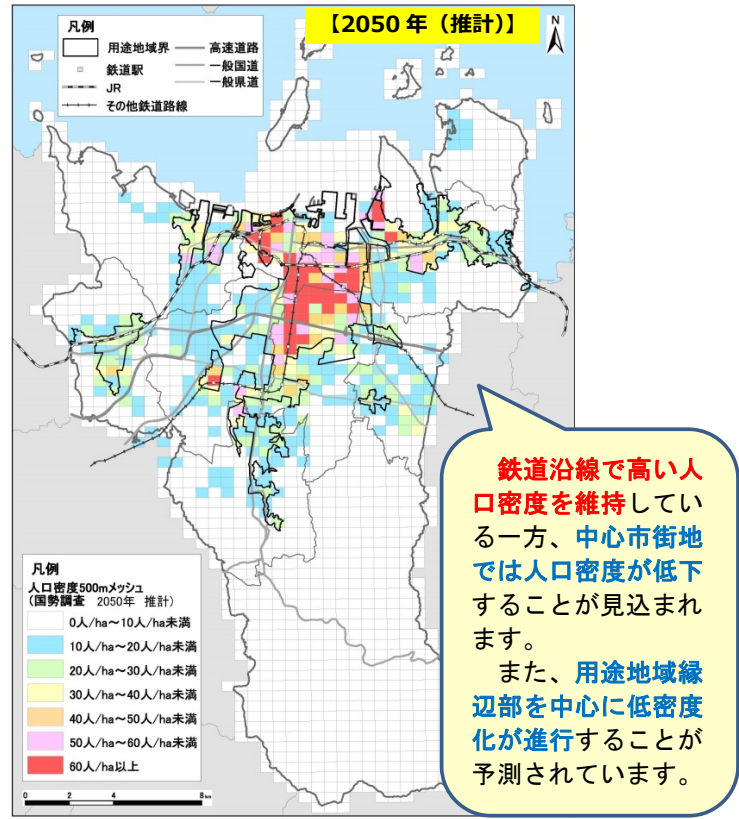 【2050年（推計）】
凡例
用途地域界
鉄道駅
JR
その他鉄道路線
高速道路
一般国道
一般県道
N
鉄道沿線で高い人
口密度を維持してい
る一方、中心市街地
では人口密度が低下
することが見込まれ
ます。
また、用途地域縁
辺部を中心に低密度
化が進行することが
予測されています。
凡例
人口密度500mメッシュ
（国勢調査 2050年 推計）
0人/ha～10人/ha未満
10人/ha～20人/ha未満
20人/ha～30人/ha未満
30人/ha～40人/ha未満
40人/ha～50人/ha未満
50人/ha～60人/ha未満
60人/ha以上
0 2 4 8 km